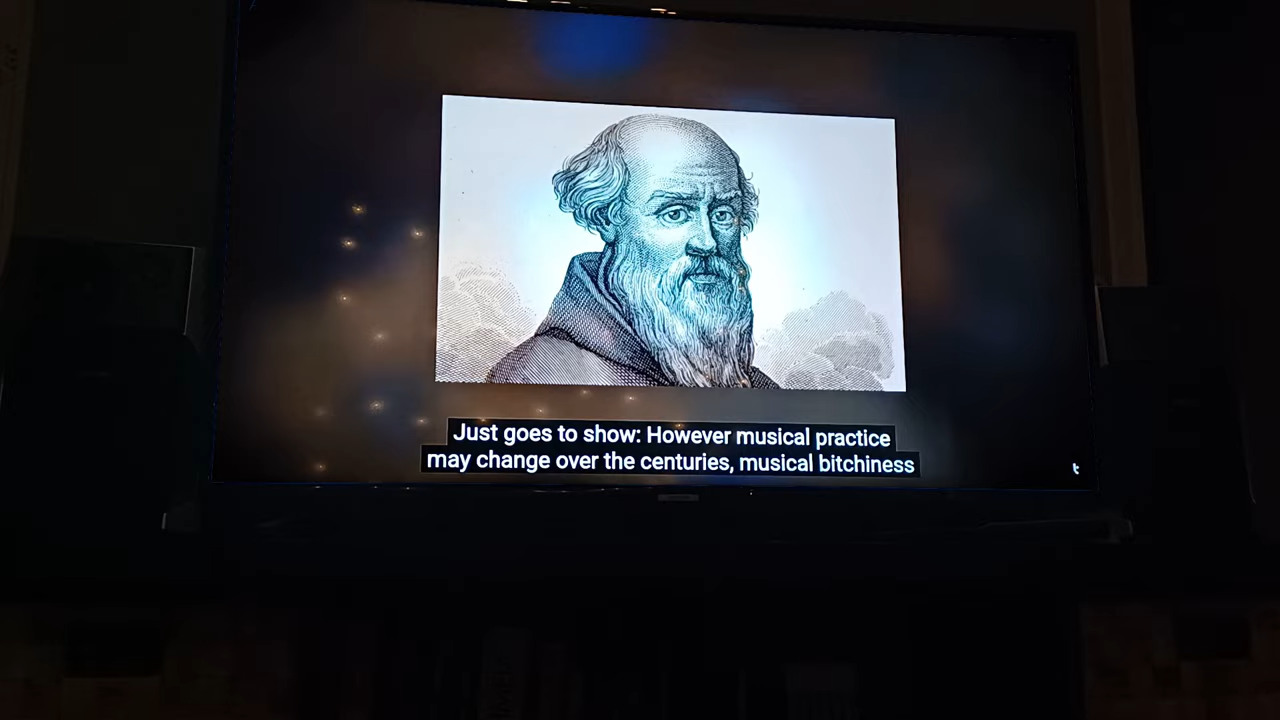 Just goes to show: However musical practice
may change over the centuries, musical bitchiness
t